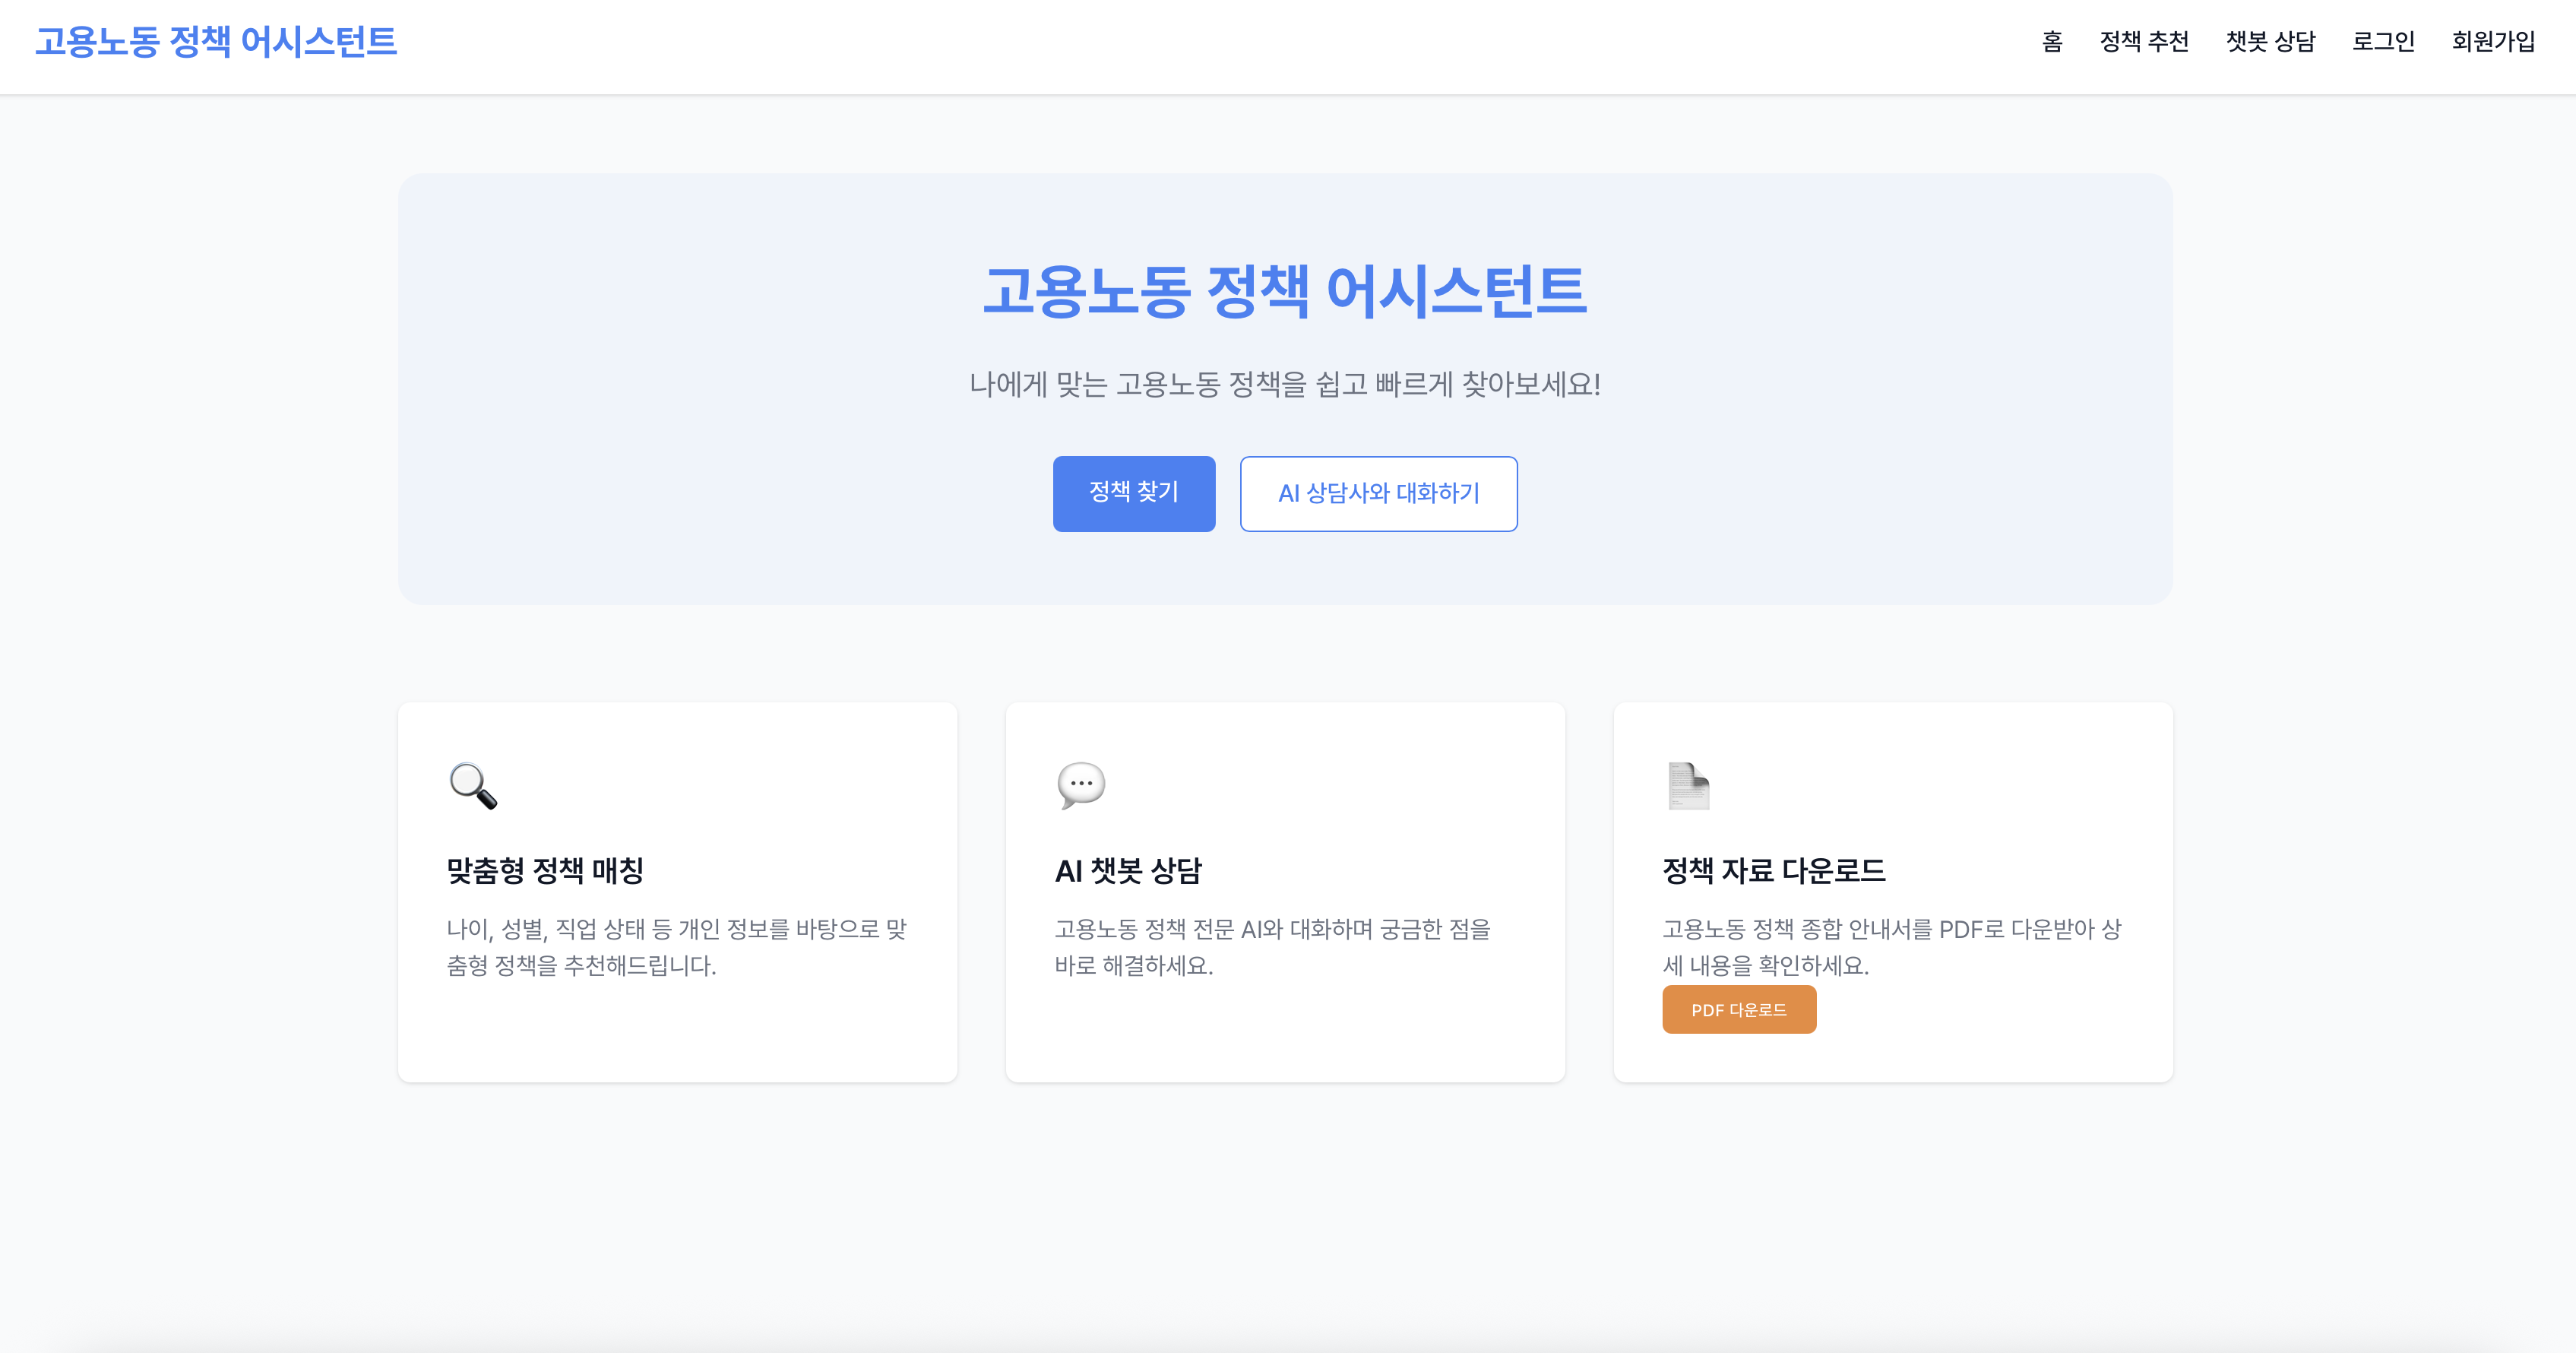 고용노동 정책 어시스턴트
홈 정책 추천 챗봇 상담 로그인 회원가입
고용노동 정책 어시스턴트
나에게 맞는 고용노동 정책을 쉽고 빠르게 찾아보세요!
정책 찾기
AI 상담사와 대화하기
맞춤형 정책 매칭
나이, 성별, 직업 상태 등 개인 정보를 바탕으로 맞
춤형 정책을 추천해드립니다.
AI 챗봇 상담
고용노동 정책 전문 AI와 대화하며 궁금한 점을
바로 해결하세요.
정책 자료 다운로드
고용노동 정책 종합 안내서를 PDF로 다운받아 상
세 내용을 확인하세요.
PDF 다운로드